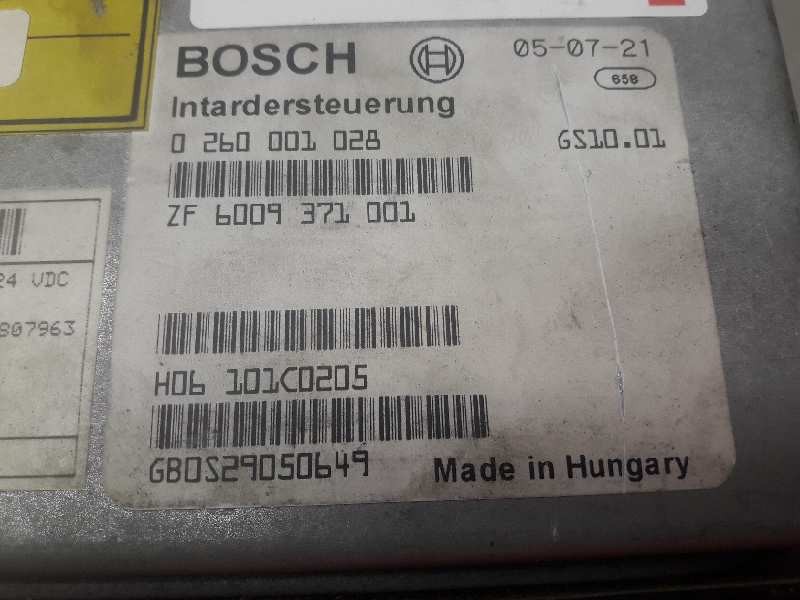 BOSCH
05-07-21
656
Intardersteuerung
0 260 001 028
GS10.01
ZF 6009 371 001
24 VDC
807963
H06 101C0205
GB0S29050649
Made in Hungary